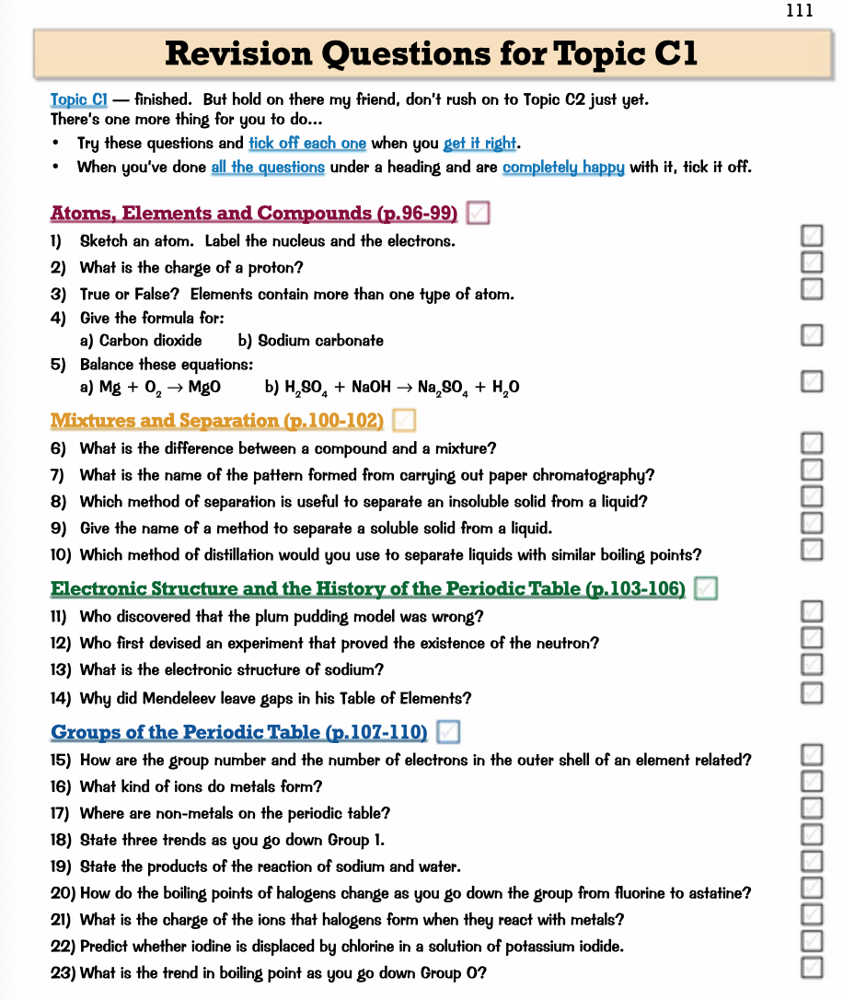 111
Revision Questions for Topic C1
Topic C1 — finished. But hold on there my friend, don't rush on to Topic C2 just yet.
There's one more thing for you to do...
• Try these questions and tick off each one when you get it right.
• When you've done all the questions under a heading and are completely happy with it, tick it off.
Atoms, Elements and Compounds (p.96-99)
1) Sketch an atom. Label the nucleus and the electrons.
2) What is the charge of a proton?
3) True or False? Elements contain more than one type of atom.
4) Give the formula for:
a) Carbon dioxide b) Sodium carbonate
5) Balance these equations:
a) Mg + O₂ → MgO b) H₂SO₄ + NaOH → Na₂SO₄ + H₂O
Mixtures and Separation (p.100-102)
6) What is the difference between a compound and a mixture?
7) What is the name of the pattern formed from carrying out paper chromatography?
8) Which method of separation is useful to separate an insoluble solid from a liquid?
9) Give the name of a method to separate a soluble solid from a liquid.
10) Which method of distillation would you use to separate liquids with similar boiling points?
Electronic Structure and the History of the Periodic Table (p.103-106)
11) Who discovered that the plum pudding model was wrong?
12) Who first devised an experiment that proved the existence of the neutron?
13) What is the electronic structure of sodium?
14) Why did Mendeleev leave gaps in his Table of Elements?
Groups of the Periodic Table (p.107-110)
15) How are the group number and the number of electrons in the outer shell of an element related?
16) What kind of ions do metals form?
17) Where are non-metals on the periodic table?
18) State three trends as you go down Group 1.
19) State the products of the reaction of sodium and water.
20) How do the boiling points of halogens change as you go down the group from fluorine to astatine?
21) What is the charge of the ions that halogens form when they react with metals?
22) Predict whether iodine is displaced by chlorine in a solution of potassium iodide.
23) What is the trend in boiling point as you go down Group 0?